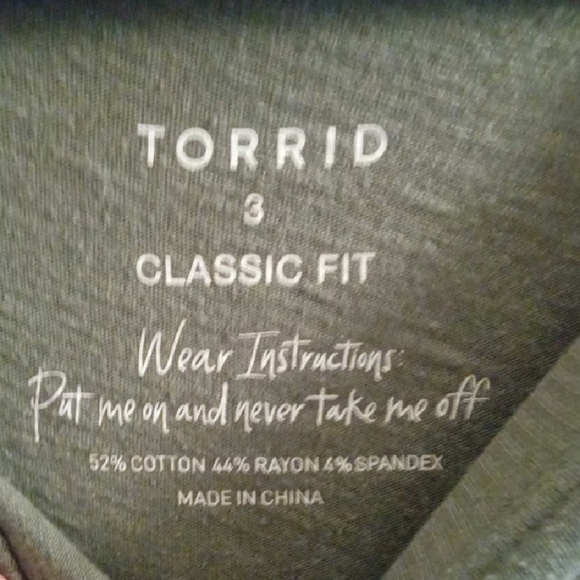 TORRID
3
CLASSIC FIT
Wear Instructions:
Put me on and never take me off
52% COTTON 44% RAYON 4% SPANDEX
MADE IN CHINA